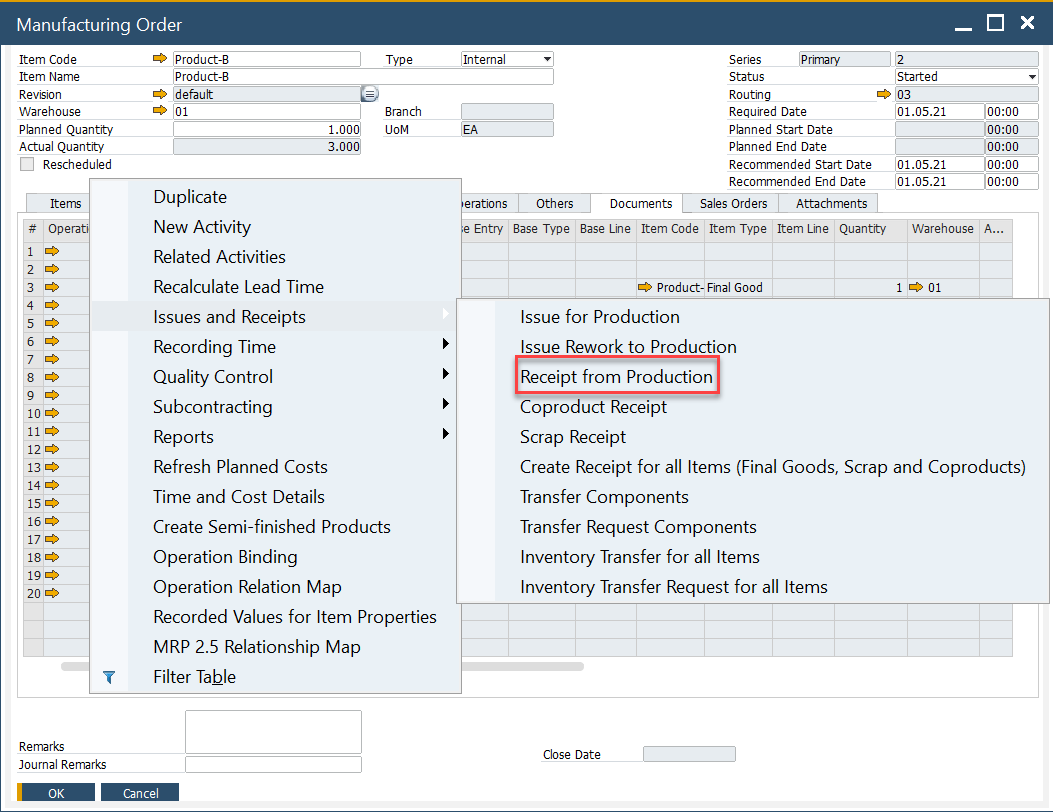 Manufacturing Order
Item Code Product-B Type Internal Series Primary 2
Item Name Product-B Status Started
Revision default Routing 03
Warehouse 01 Branch Required Date 01.05.21 00:00
Planned Quantity 1.000 UoM EA Planned Start Date 00:00
Actual Quantity 3.000 Planned End Date 00:00
Rescheduled Recommended Start Date 01.05.21 00:00
Recommended End Date 01.05.21 00:00
Items Others Documents Sales Orders Attachments
# Entry Base Type Base Line Item Code Item Type Item Line Quantity Warehouse A...
1
2
3 Product- Final Good 1 01
4
5
6
7
8
9
10
11
12
13
14
15
16
17
18
19
20
Duplicate
New Activity
Related Activities
Recalculate Lead Time
Issues and Receipts
Recording Time
Quality Control
Subcontracting
Reports
Refresh Planned Costs
Time and Cost Details
Create Semi-finished Products
Operation Binding
Operation Relation Map
Recorded Values for Item Properties
MRP 2.5 Relationship Map
Filter Table
Issue for Production
Issue Rework to Production
Receipt from Production
Coproduct Receipt
Scrap Receipt
Create Receipt for all Items (Final Goods, Scrap and Coproducts)
Transfer Components
Transfer Request Components
Inventory Transfer for all Items
Inventory Transfer Request for all Items
Remarks
Journal Remarks
Close Date
OK Cancel